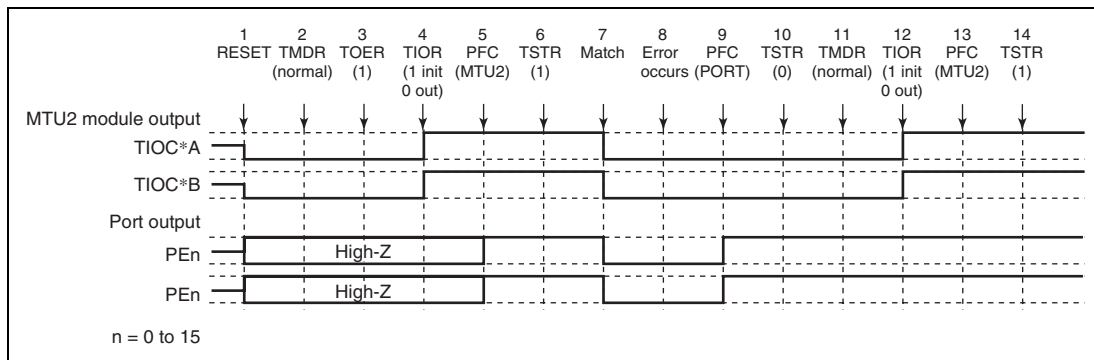 1 2 3 4 5 6 7 8 9 10 11 12 13 14
RESET TMDR TOER TIOR PFC TSTR Match Error PFC TSTR TMDR TIOR PFC TSTR
(normal) (1) (1 init (MTU2) (1) occurs (PORT) (0) (normal) (1 init (MTU2) (1)
0 out) 0 out)
MTU2 module output
TIOC*A
TIOC*B
Port output
PEn High-Z
PEn High-Z
n = 0 to 15